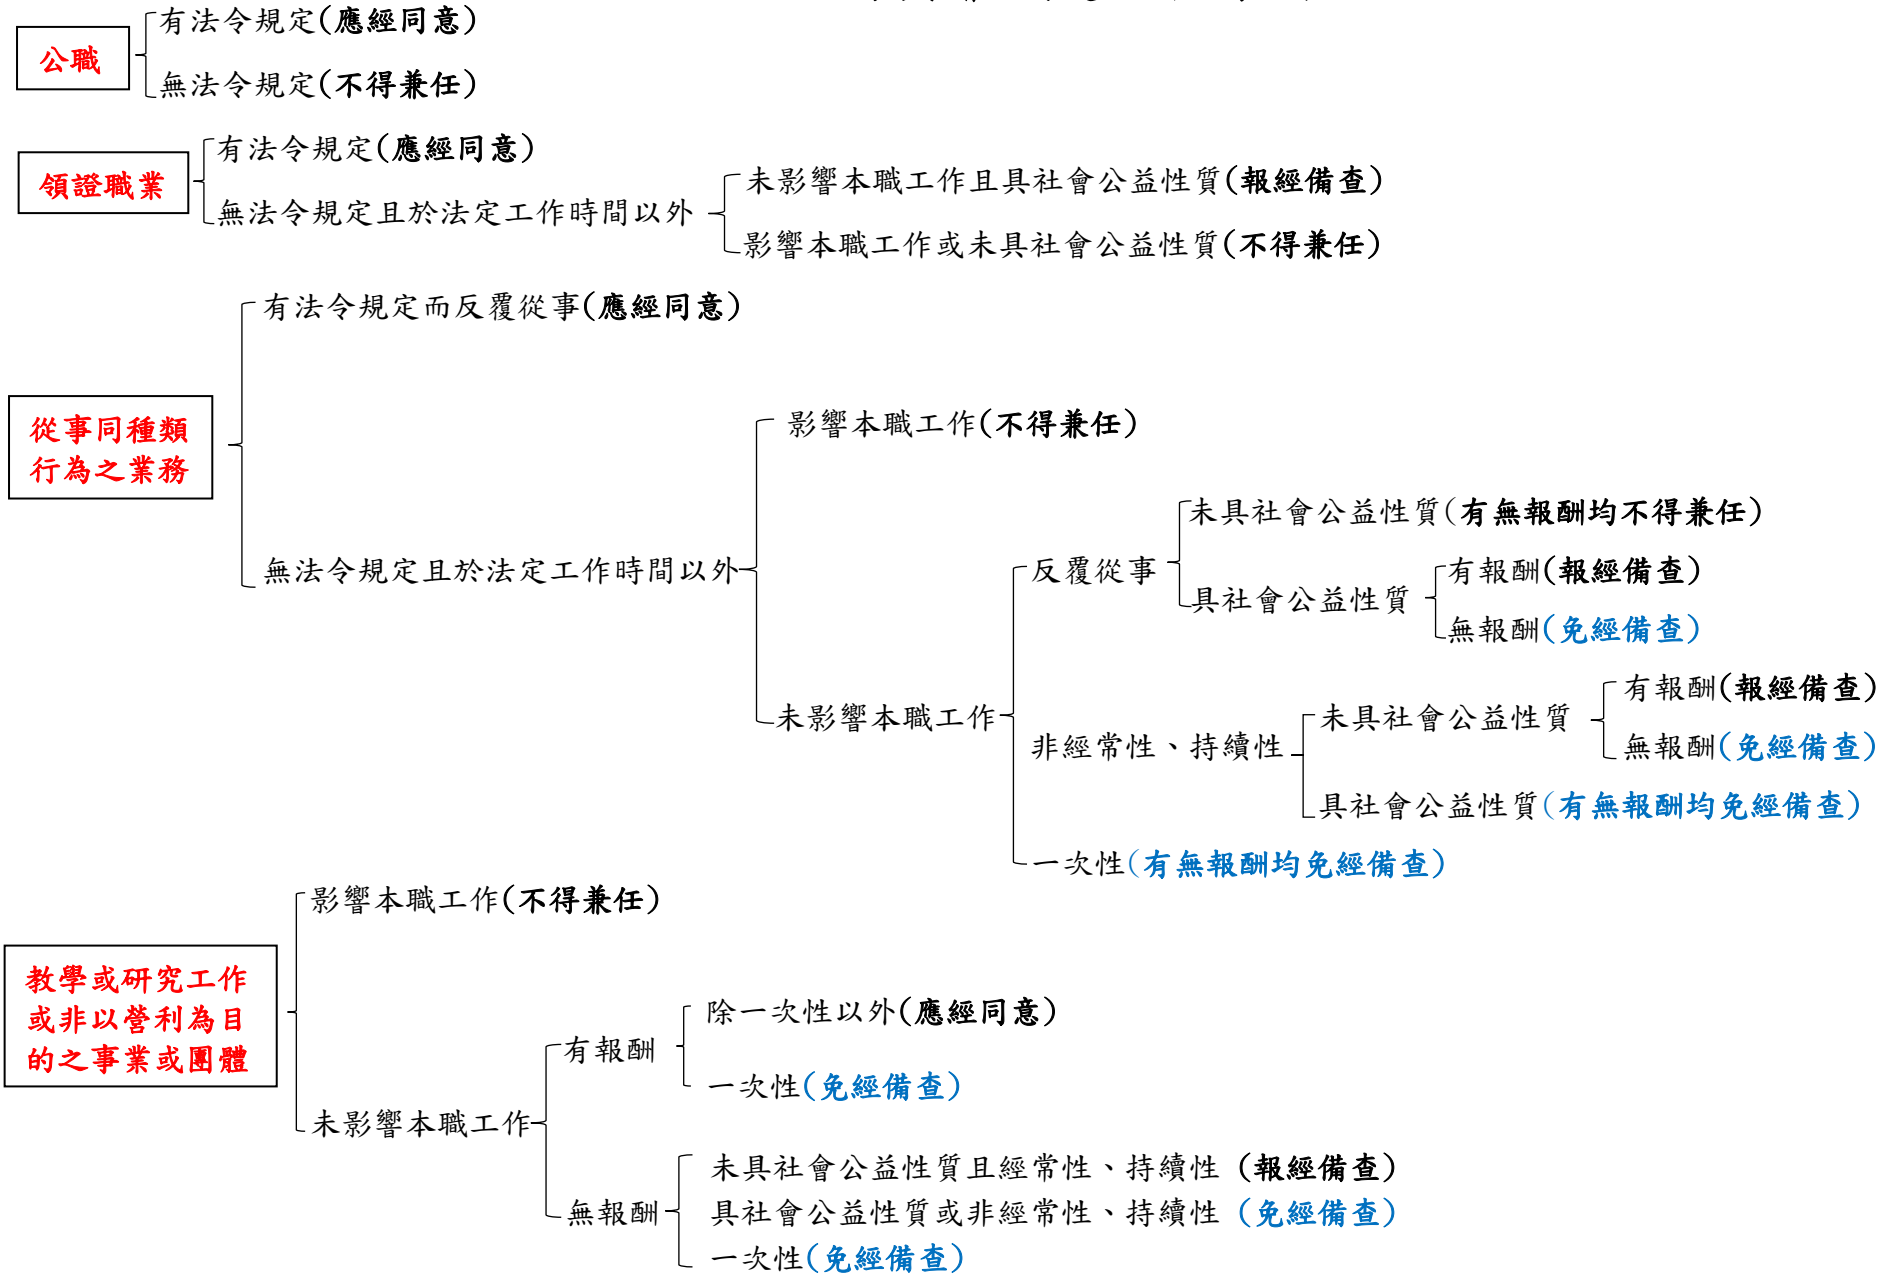 有法令規定(應經同意)
公職
無法令規定(不得兼任)
有法令規定(應經同意)
領證職業
無法令規定且於法定工作時間以外
未影響本職工作且具社會公益性質(報經備查)
影響本職工作或未具社會公益性質(不得兼任)
有法令規定而反覆從事(應經同意)
從事同種類
行為之業務
無法令規定且於法定工作時間以外
影響本職工作(不得兼任)
未影響本職工作
反覆從事
未具社會公益性質(有無報酬均不得兼任)
具社會公益性質
有報酬(報經備查)
無報酬(免經備查)
非經常性、持續性
未具社會公益性質
有報酬(報經備查)
無報酬(免經備查)
具社會公益性質(有無報酬均免經備查)
一次性(有無報酬均免經備查)
影響本職工作(不得兼任)
教學或研究工作
或非以營利為目
的之事業或團體
未影響本職工作
有報酬
除一次性以外(應經同意)
一次性(免經備查)
無報酬
未具社會公益性質且經常性、持續性 (報經備查)
具社會公益性質或非經常性、持續性 (免經備查)
一次性(免經備查)